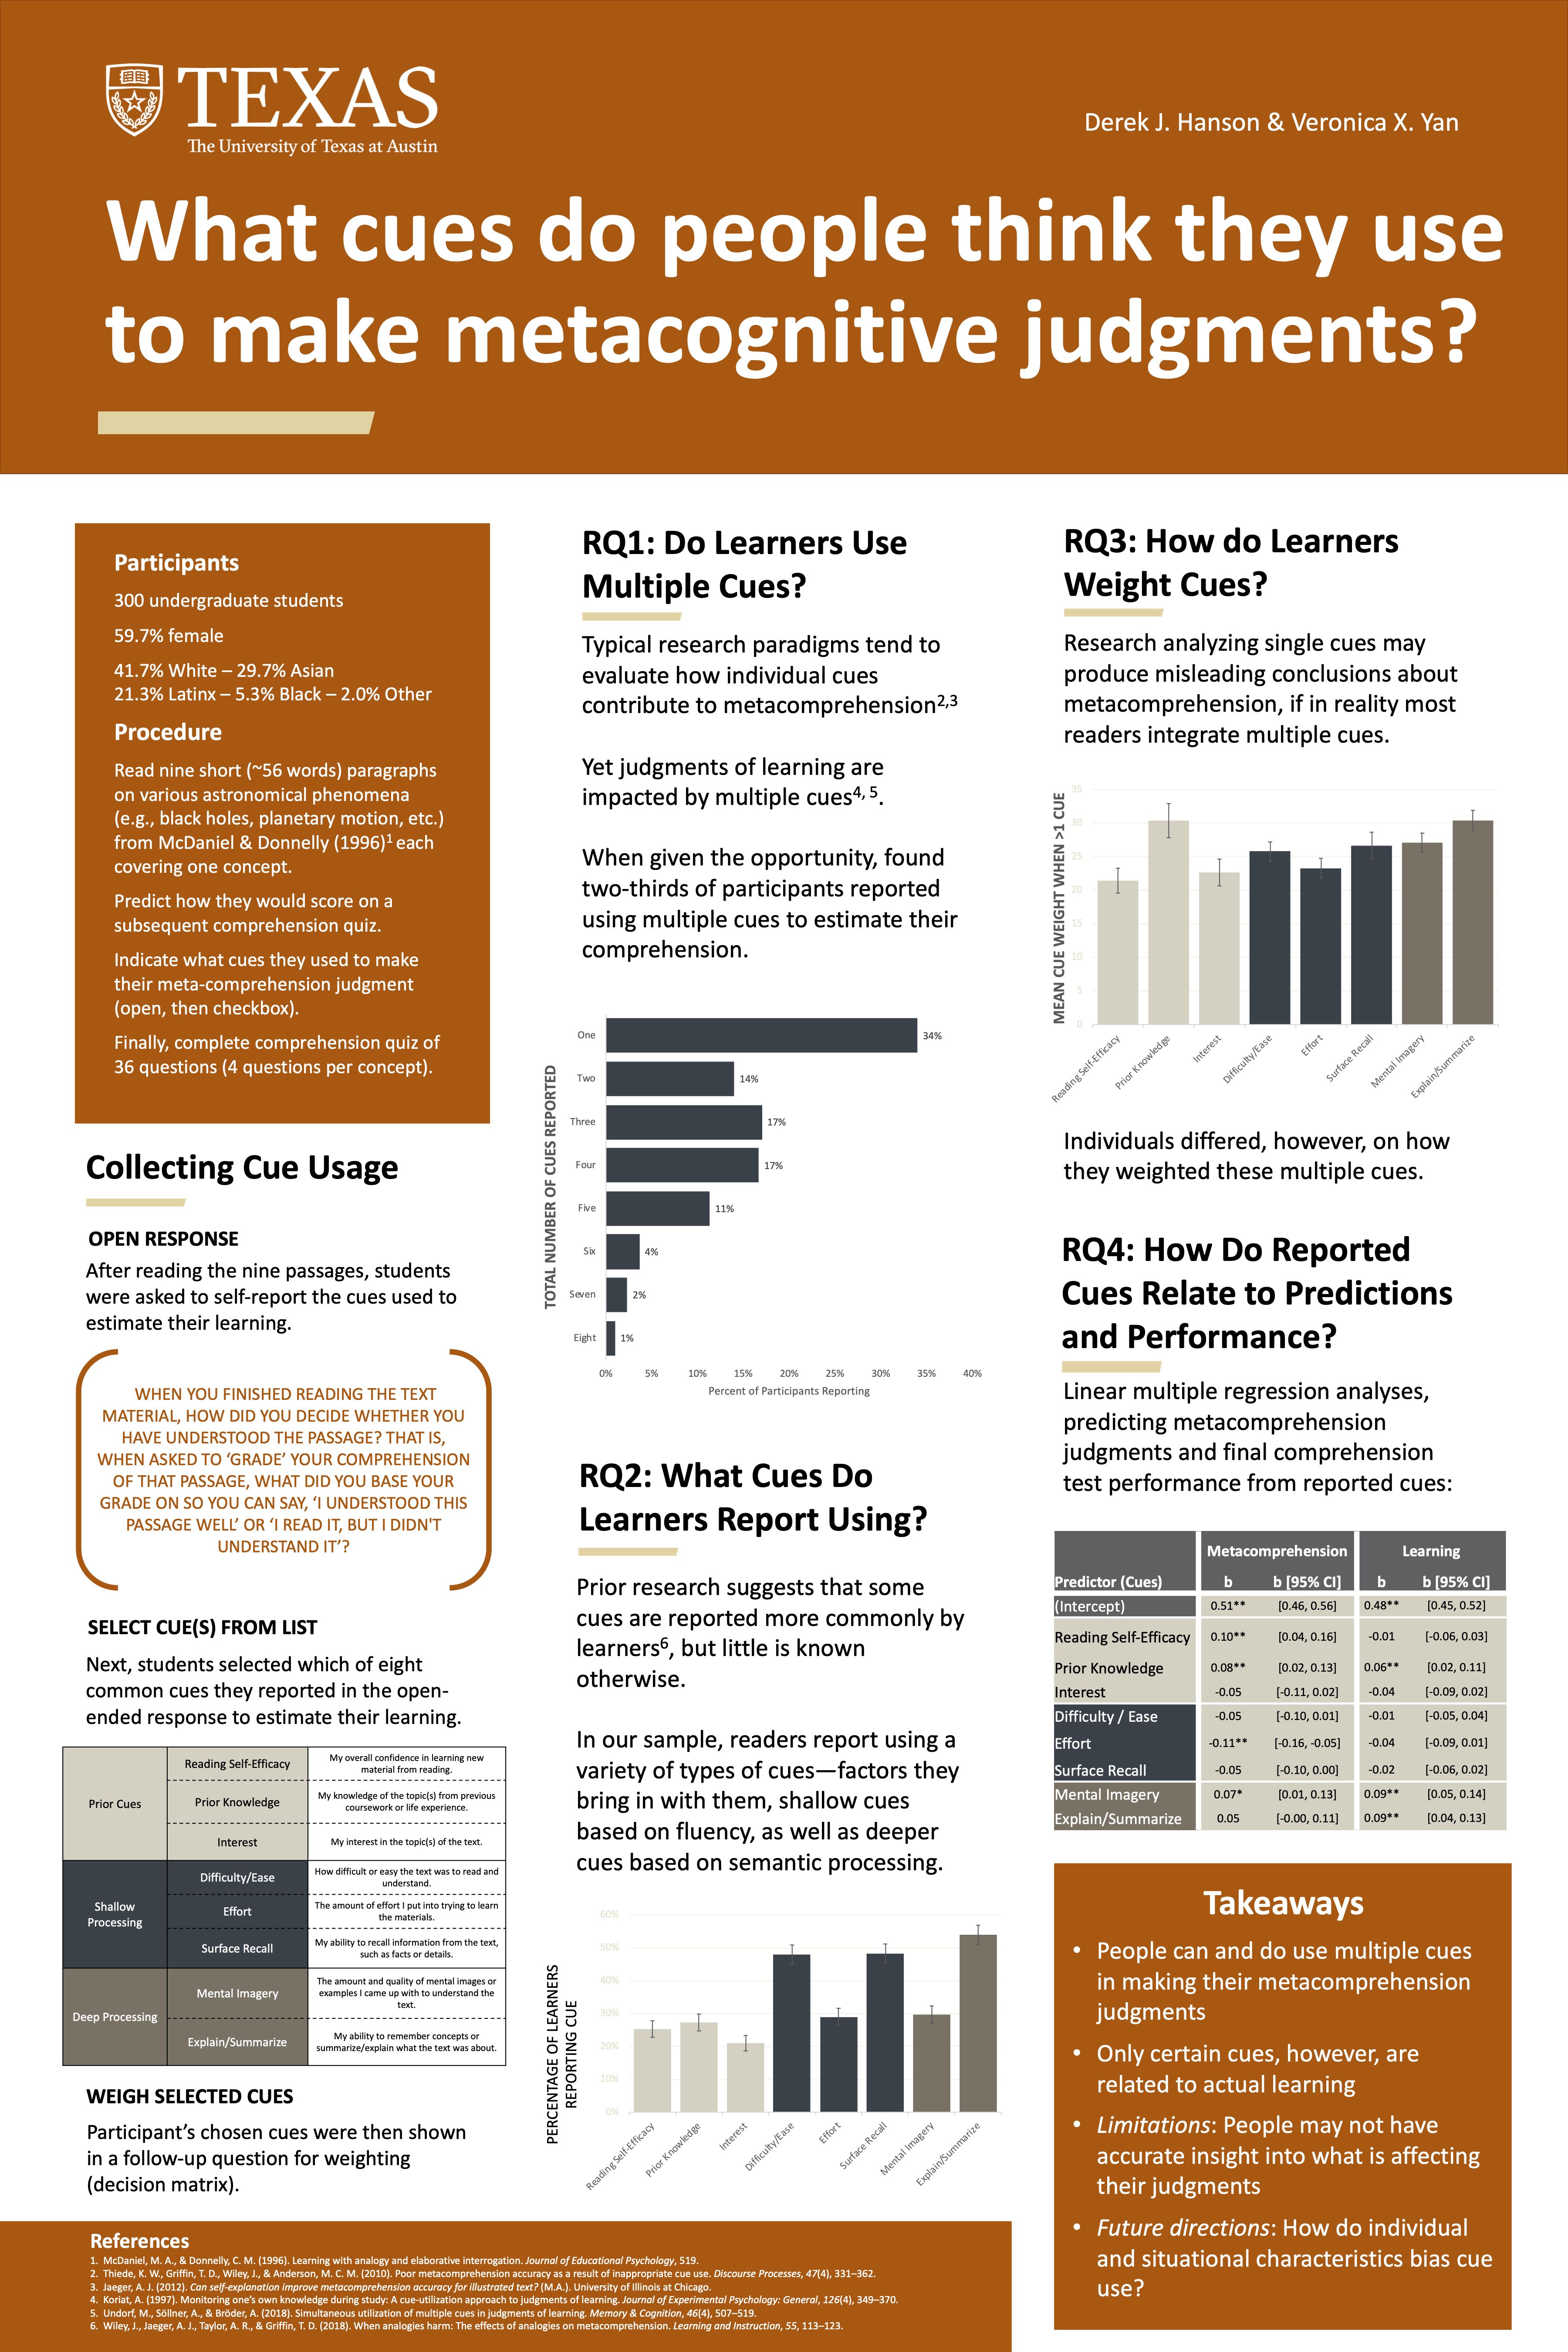 TEXAS
The University of Texas at Austin
Derek J. Hanson & Veronica X. Yan
What cues do people think they use
to make metacognitive judgments?
Participants
300 undergraduate students
59.7% female
41.7% White – 29.7% Asian
21.3% Latinx – 5.3% Black – 2.0% Other
Procedure
Read nine short (~56 words) paragraphs
on various astronomical phenomena
(e.g., black holes, planetary motion, etc.)
from McDaniel & Donnelly (1996)¹ each
covering one concept.
Predict how they would score on a
subsequent comprehension quiz.
Indicate what cues they used to make
their meta-comprehension judgment
(open, then checkbox).
Finally, complete comprehension quiz of
36 questions (4 questions per concept).
Collecting Cue Usage
OPEN RESPONSE
After reading the nine passages, students
were asked to self-report the cues used to
estimate their learning.
WHEN YOU FINISHED READING THE TEXT
MATERIAL, HOW DID YOU DECIDE WHETHER YOU
HAVE UNDERSTOOD THE PASSAGE? THAT IS,
WHEN ASKED TO ‘GRADE’ YOUR COMPREHENSION
OF THAT PASSAGE, WHAT DID YOU BASE YOUR
GRADE ON SO YOU CAN SAY, ‘I UNDERSTOOD THIS
PASSAGE WELL’ OR ‘I READ IT, BUT I DIDN'T
UNDERSTAND IT’?
SELECT CUE(S) FROM LIST
Next, students selected which of eight
common cues they reported in the open-
ended response to estimate their learning.
Prior Cues
Reading Self-Efficacy
My overall confidence in learning new
material from reading.
Prior Knowledge
My knowledge of the topic(s) from previous
coursework or life experience.
Interest
My interest in the topic(s) of the text.
Shallow
Processing
Difficulty/Ease
How difficult or easy the text was to read and
understand.
Effort
The amount of effort I put into trying to learn
the materials.
Surface Recall
My ability to recall information from the text,
such as facts or details.
Deep Processing
Mental Imagery
The amount and quality of mental images or
examples I came up with to understand the
text.
Explain/Summarize
My ability to remember concepts or
summarize/explain what the text was about.
WEIGH SELECTED CUES
Participant’s chosen cues were then shown
in a follow-up question for weighting
(decision matrix).
RQ1: Do Learners Use
Multiple Cues?
Typical research paradigms tend to
evaluate how individual cues
contribute to metacomprehension²,³
Yet judgments of learning are
impacted by multiple cues⁴, ⁵.
When given the opportunity, found
two-thirds of participants reported
using multiple cues to estimate their
comprehension.
TOTAL NUMBER OF CUES REPORTED
One 34%
Two 14%
Three 17%
Four 17%
Five 11%
Six 4%
Seven 2%
Eight 1%
0% 5% 10% 15% 20% 25% 30% 35% 40%
Percent of Participants Reporting
RQ2: What Cues Do
Learners Report Using?
Prior research suggests that some
cues are reported more commonly by
learners⁶, but little is known
otherwise.
In our sample, readers report using a
variety of types of cues—factors they
bring in with them, shallow cues
based on fluency, as well as deeper
cues based on semantic processing.
PERCENTAGE OF LEARNERS
REPORTING CUE
60%
50%
40%
30%
20%
10%
0%
Reading Self-Efficacy
Prior Knowledge
Interest
Difficulty/Ease
Effort
Surface Recall
Mental Imagery
Explain/Summarize
RQ3: How do Learners
Weight Cues?
Research analyzing single cues may
produce misleading conclusions about
metacomprehension, if in reality most
readers integrate multiple cues.
MEAN CUE WEIGHT WHEN >1 CUE
35
30
25
20
15
10
5
0
Reading Self-Efficacy
Prior Knowledge
Interest
Difficulty/Ease
Effort
Surface Recall
Mental Imagery
Explain/Summarize
Individuals differed, however, on how
they weighted these multiple cues.
RQ4: How Do Reported
Cues Relate to Predictions
and Performance?
Linear multiple regression analyses,
predicting metacomprehension
judgments and final comprehension
test performance from reported cues:
Metacomprehension Learning
Predictor (Cues) b b [95% CI] b b [95% CI]
(Intercept) 0.51** [0.46, 0.56] 0.48** [0.45, 0.52]
Reading Self-Efficacy 0.10** [0.04, 0.16] -0.01 [-0.06, 0.03]
Prior Knowledge 0.08** [0.02, 0.13] 0.06** [0.02, 0.11]
Interest -0.05 [-0.11, 0.02] -0.04 [-0.09, 0.02]
Difficulty / Ease -0.05 [-0.10, 0.01] -0.01 [-0.05, 0.04]
Effort -0.11** [-0.16, -0.05] -0.04 [-0.09, 0.01]
Surface Recall -0.05 [-0.10, 0.00] -0.02 [-0.06, 0.02]
Mental Imagery 0.07* [0.01, 0.13] 0.09** [0.05, 0.14]
Explain/Summarize 0.05 [-0.00, 0.11] 0.09** [0.04, 0.13]
Takeaways
• People can and do use multiple cues
in making their metacomprehension
judgments
• Only certain cues, however, are
related to actual learning
• Limitations: People may not have
accurate insight into what is affecting
their judgments
• Future directions: How do individual
and situational characteristics bias cue
use?
References
1. McDaniel, M. A., & Donnelly, C. M. (1996). Learning with analogy and elaborative interrogation. Journal of Educational Psychology, 519.
2. Thiede, K. W., Griffin, T. D., Wiley, J., & Anderson, M. C. M. (2010). Poor metacomprehension accuracy as a result of inappropriate cue use. Discourse Processes, 47(4), 331–362.
3. Jaeger, A. J. (2012). Can self-explanation improve metacomprehension accuracy for illustrated text? (M.A.). University of Illinois at Chicago.
4. Koriat, A. (1997). Monitoring one’s own knowledge during study: A cue-utilization approach to judgments of learning. Journal of Experimental Psychology: General, 126(4), 349–370.
5. Undorf, M., Söllner, A., & Bröder, A. (2018). Simultaneous utilization of multiple cues in judgments of learning. Memory & Cognition, 46(4), 507–519.
6. Wiley, J., Jaeger, A. J., Taylor, A. R., & Griffin, T. D. (2018). When analogies harm: The effects of analogies on metacomprehension. Learning and Instruction, 55, 113–123.